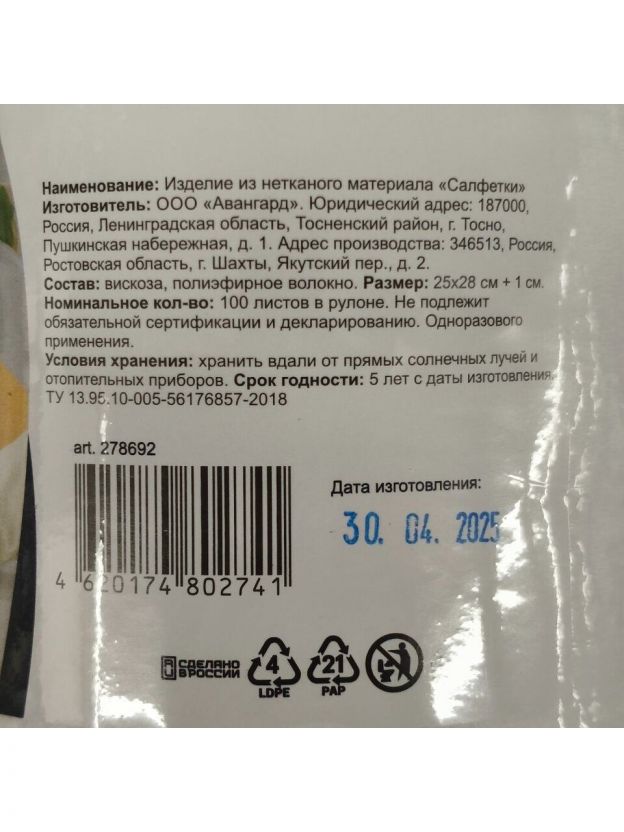 Наименование: Изделие из нетканого материала «Салфетки»
Изготовитель: ООО «Авангард». Юридический адрес: 187000,
Россия, Ленинградская область, Тосненский район, г. Тосно,
Пушкинская набережная, д. 1. Адрес производства: 346513, Россия,
Ростовская область, г. Шахты, Якутский пер., д. 2.
Состав: вискоза, полиэфирное волокно. Размер: 25х28 см + 1 см.
Номинальное кол-во: 100 листов в рулоне. Не подлежит
обязательной сертификации и декларированию. Одноразового
применения.
Условия хранения: хранить вдали от прямых солнечных лучей и
отопительных приборов. Срок годности: 5 лет с даты изготовления.
ТУ 13.95.10-005-56176857-2018
art. 278692
Дата изготовления:
30. 04. 2025
4 620174 802741
СДЕЛАНО
В РОССИИ
4
LDPE
21
PAP